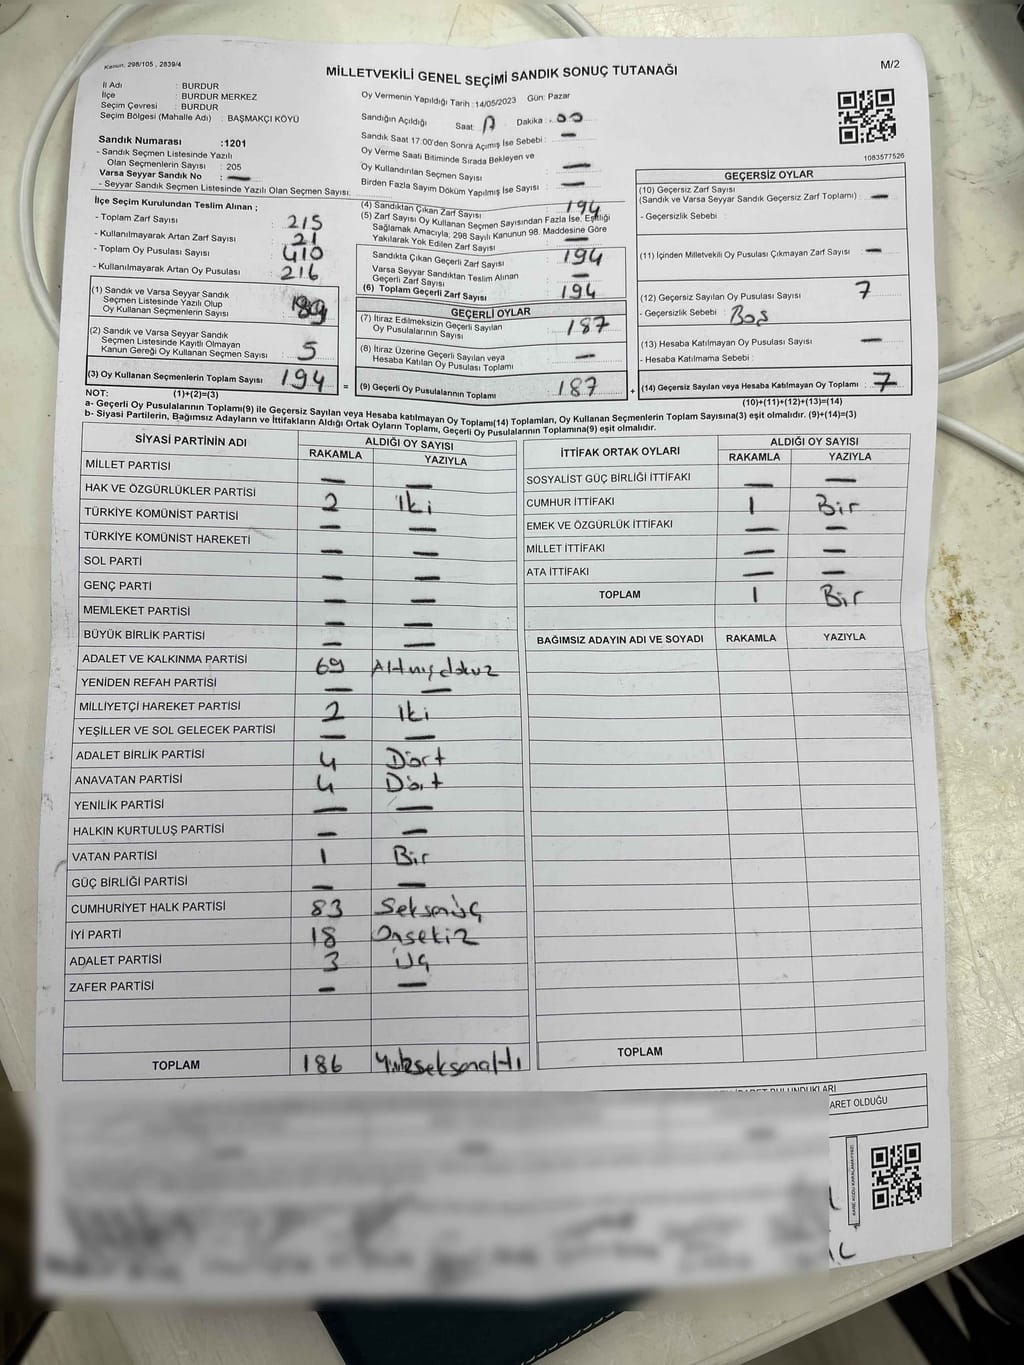 Kanun, 298/105 , 2839/4
MİLLETVEKİLİ GENEL SEÇİMİ SANDIK SONUÇ TUTANAĞI
M/2
İl Adı : BURDUR
İlçe : BURDUR MERKEZ
Seçim Çevresi : BURDUR
Seçim Bölgesi (Mahalle Adı) : BAŞMAKÇI KÖYÜ
Sandık Numarası :1201
- Sandık Seçmen Listesinde Yazılı
Olan Seçmenlerin Sayısı : 205
Varsa Seyyar Sandık No : —
- Seyyar Sandık Seçmen Listesinde Yazılı Olan Seçmen Sayısı:
Oy Vermenin Yapıldığı Tarih : 14/05/2023 Gün: Pazar
Sandığın Açıldığı Saat : Dakika : 00
Sandık Saat 17:00'den Sonra Açımış İse Sebebi : —
Oy Verme Saati Bitiminde Sırada Bekleyen ve
Oy Kullandırılan Seçmen Sayısı : —
Birden Fazla Sayım Döküm Yapılmış İse Sayısı : —
1083577526
İlçe Seçim Kurulundan Teslim Alınan ;
- Toplam Zarf Sayısı : 215
- Kullanılmayarak Artan Zarf Sayısı : 21
- Toplam Oy Pusulası Sayısı : 410
- Kullanılmayarak Artan Oy Pusulası : 216
(1) Sandık ve Varsa Seyyar Sandık
Seçmen Listesinde Yazılı Olup
Oy Kullanan Seçmenlerin Sayısı : 189
(2) Sandık ve Varsa Seyyar Sandık
Seçmen Listesinde Kayıtlı Olmayan
Kanun Gereği Oy Kullanan Seçmen Sayısı : 5
(3) Oy Kullanan Seçmenlerin Toplam Sayısı : 194 =
(4) Sandıktan Çıkan Zarf Sayısı : 194
(5) Zarf Sayısı Oy Kullanan Seçmen Sayısından Fazla İse, Eşitliği
Sağlamak Amacıyla; 298 Sayılı Kanunun 98. Maddesine Göre
Yakılarak Yok Edilen Zarf Sayısı : —
Sandıkta Çıkan Geçerli Zarf Sayısı : 194
Varsa Seyyar Sandıktan Teslim Alınan
Geçerli Zarf Sayısı : —
(6) Toplam Geçerli Zarf Sayısı : 194
GEÇERLİ OYLAR
(7) İtiraz Edilmeksizin Geçerli Sayılan
Oy Pusulalarının Sayısı : 187
(8) İtiraz Üzerine Geçerli Sayılan veya
Hesaba Katılan Oy Pusulası Toplamı : —
(9) Geçerli Oy Pusulalarının Toplamı : 187 +
GEÇERSİZ OYLAR
(10) Geçersiz Zarf Sayısı
(Sandık ve Varsa Seyyar Sandık Geçersiz Zarf Toplamı) : —
- Geçersizlik Sebebi :
(11) İçinden Milletvekili Oy Pusulası Çıkmayan Zarf Sayısı : —
(12) Geçersiz Sayılan Oy Pusulası Sayısı : 7
- Geçersizlik Sebebi : Boş
(13) Hesaba Katılmayan Oy Pusulası Sayısı : —
- Hesaba Katılmama Sebebi :
(14) Geçersiz Sayılan veya Hesaba Katılmayan Oy Toplamı : 7
NOT: (1)+(2)=(3)
(10)+(11)+(12)+(13)=(14)
a- Geçerli Oy Pusulalarının Toplamı(9) ile Geçersiz Sayılan veya Hesaba katılmayan Oy Toplamı(14) Toplamları, Oy Kullanan Seçmenlerin Toplam Sayısına(3) eşit olmalıdır. (9)+(14)=(3)
b- Siyasi Partilerin, Bağımsız Adayların ve İttifakların Aldığı Ortak Oyların Toplamı, Geçerli Oy Pusulalarının Toplamına(9) eşit olmalıdır.
SİYASİ PARTİNİN ADI ALDIĞI OY SAYISI
RAKAMLA YAZIYLA
MİLLET PARTİSİ — —
HAK VE ÖZGÜRLÜKLER PARTİSİ 2 İki
TÜRKİYE KOMÜNİST PARTİSİ — —
TÜRKİYE KOMÜNİST HAREKETİ — —
SOL PARTİ — —
GENÇ PARTİ — —
MEMLEKET PARTİSİ — —
BÜYÜK BİRLİK PARTİSİ — —
ADALET VE KALKINMA PARTİSİ 69 Altmışdokuz
YENİDEN REFAH PARTİSİ — —
MİLLİYETÇİ HAREKET PARTİSİ 2 İki
YEŞİLLER VE SOL GELECEK PARTİSİ — —
ADALET BİRLİK PARTİSİ 4 Dört
ANAVATAN PARTİSİ 4 Dört
YENİLİK PARTİSİ — —
HALKIN KURTULUŞ PARTİSİ — —
VATAN PARTİSİ 1 Bir
GÜÇ BİRLİĞİ PARTİSİ — —
CUMHURİYET HALK PARTİSİ 83 Seksenüç
İYİ PARTİ 18 Onsekiz
ADALET PARTİSİ 3 Üç
ZAFER PARTİSİ — —
TOPLAM 186 Yüzseksenaltı
İTTİFAK ORTAK OYLARI ALDIĞI OY SAYISI
RAKAMLA YAZIYLA
SOSYALİST GÜÇ BİRLİĞİ İTTİFAKI — —
CUMHUR İTTİFAKI 1 Bir
EMEK VE ÖZGÜRLÜK İTTİFAKI — —
MİLLET İTTİFAKI — —
ATA İTTİFAKI — —
TOPLAM 1 Bir
BAĞIMSIZ ADAYIN ADI VE SOYADI RAKAMLA YAZIYLA
TOPLAM
ARET OLDUĞU